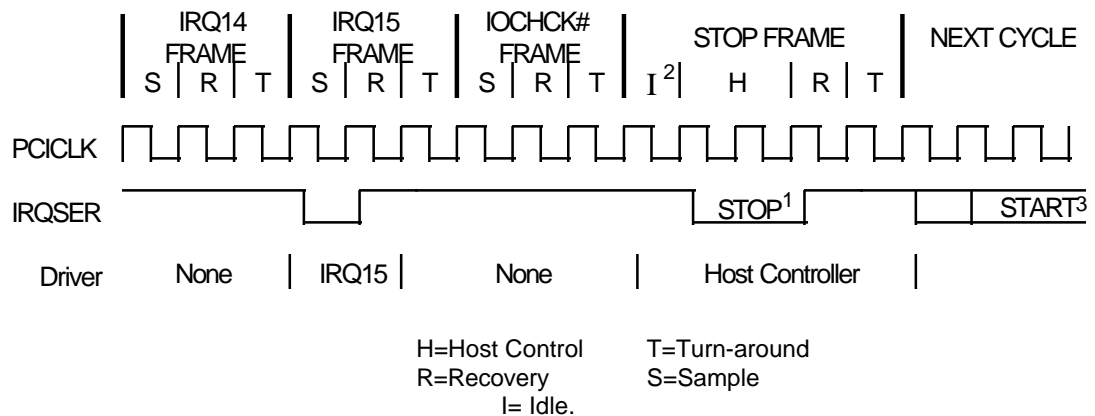 IRQ14 IRQ15 IOCHCK#
FRAME FRAME FRAME STOP FRAME NEXT CYCLE
S R T S R T S R T I 2 H R T
PCICLK
IRQSER STOP1 START3
Driver None IRQ15 None Host Controller
H=Host Control T=Turn-around
R=Recovery S=Sample
I= Idle.